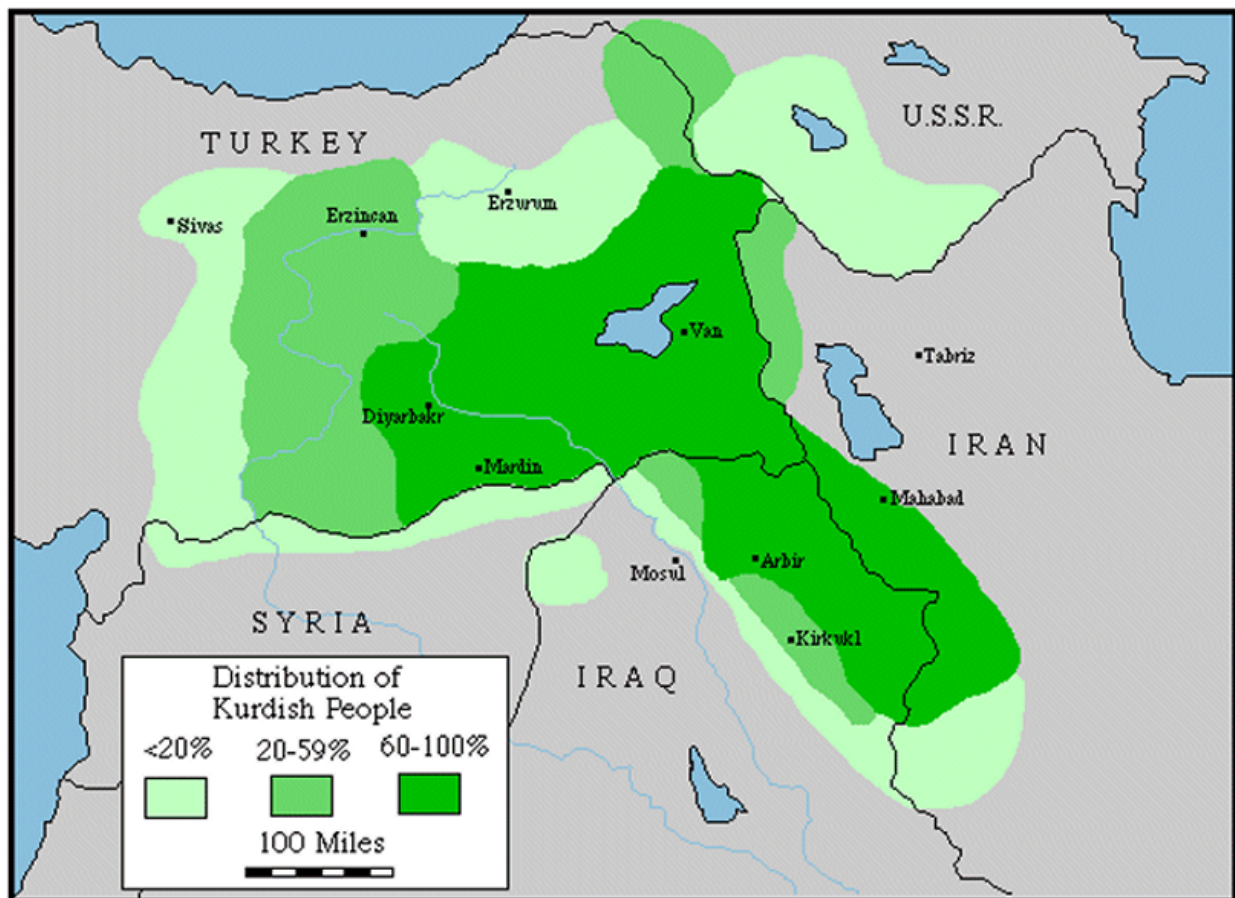 U.S.S.R.
TURKEY
Erzurum
Sivas
Erzincan
Van
Tabriz
Diyarbakr
IRAN
Mardin
Mahabad
Arbir
Mosul
SYRIA
Kirkuk1
IRAQ
Distribution of
Kurdish People
<20% 20-59% 60-100%
100 Miles